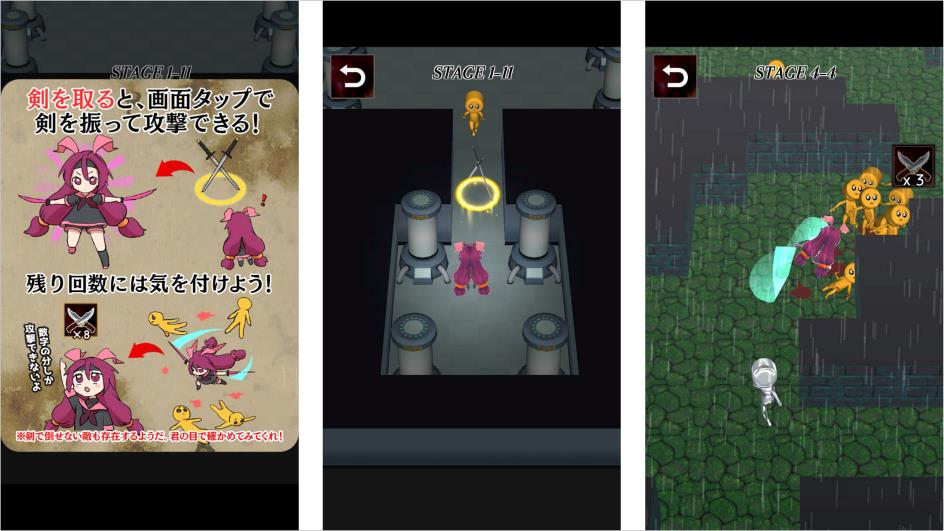 STAGE 1-11
剣を取ると、画面タップで
剣を振って攻撃できる!
!
残り回数には気を付けよう!
x8
数字の分しか
攻撃できないよ
※剣で倒せない敵も存在するようだ。君の目で確かめてみてくれ!
STAGE 1-11
STAGE 4-4
x3